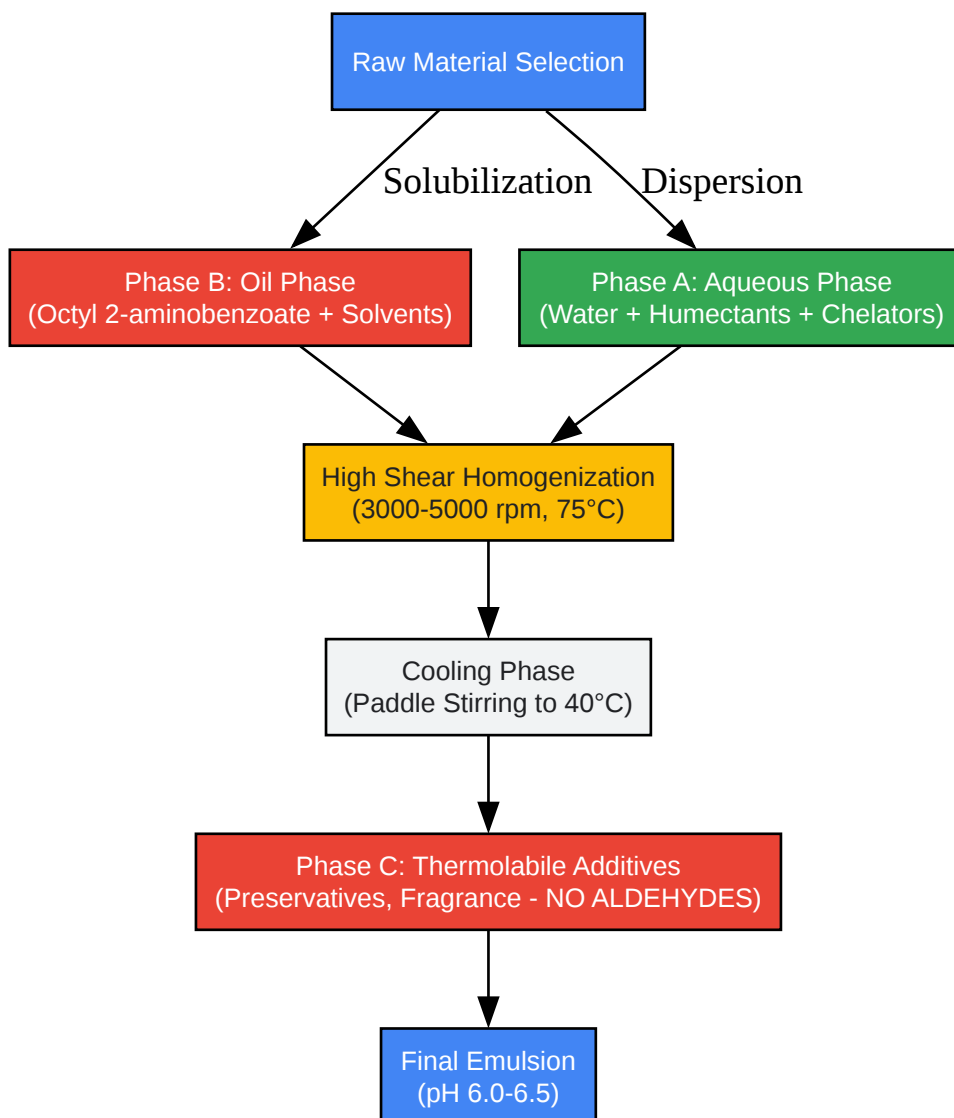 Raw Material Selection
Solubilization
Dispersion
Phase B: Oil Phase
(Octyl 2-aminobenzoate + Solvents)
Phase A: Aqueous Phase
(Water + Humectants + Chelators)
High Shear Homogenization
(3000-5000 rpm, 75°C)
Cooling Phase
(Paddle Stirring to 40°C)
Phase C: Thermolabile Additives
(Preservatives, Fragrance - NO ALDEHYDES)
Final Emulsion
(pH 6.0-6.5)